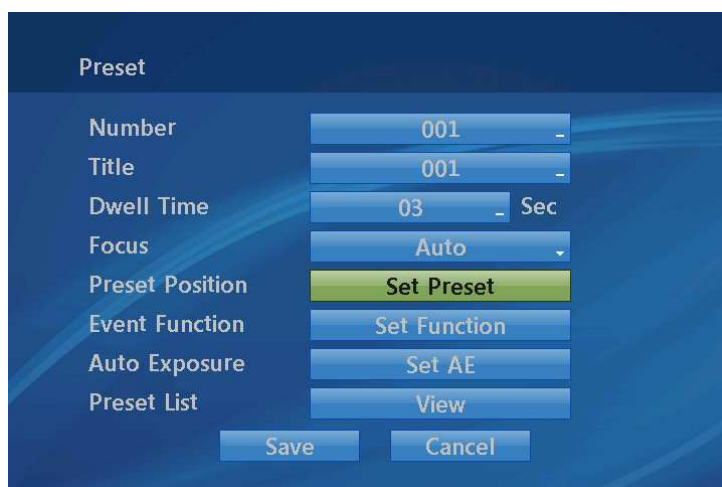 Preset
Number 001
Title 001
Dwell Time 03 Sec
Focus Auto
Preset Position Set Preset
Event Function Set Function
Auto Exposure Set AE
Preset List View
Save Cancel